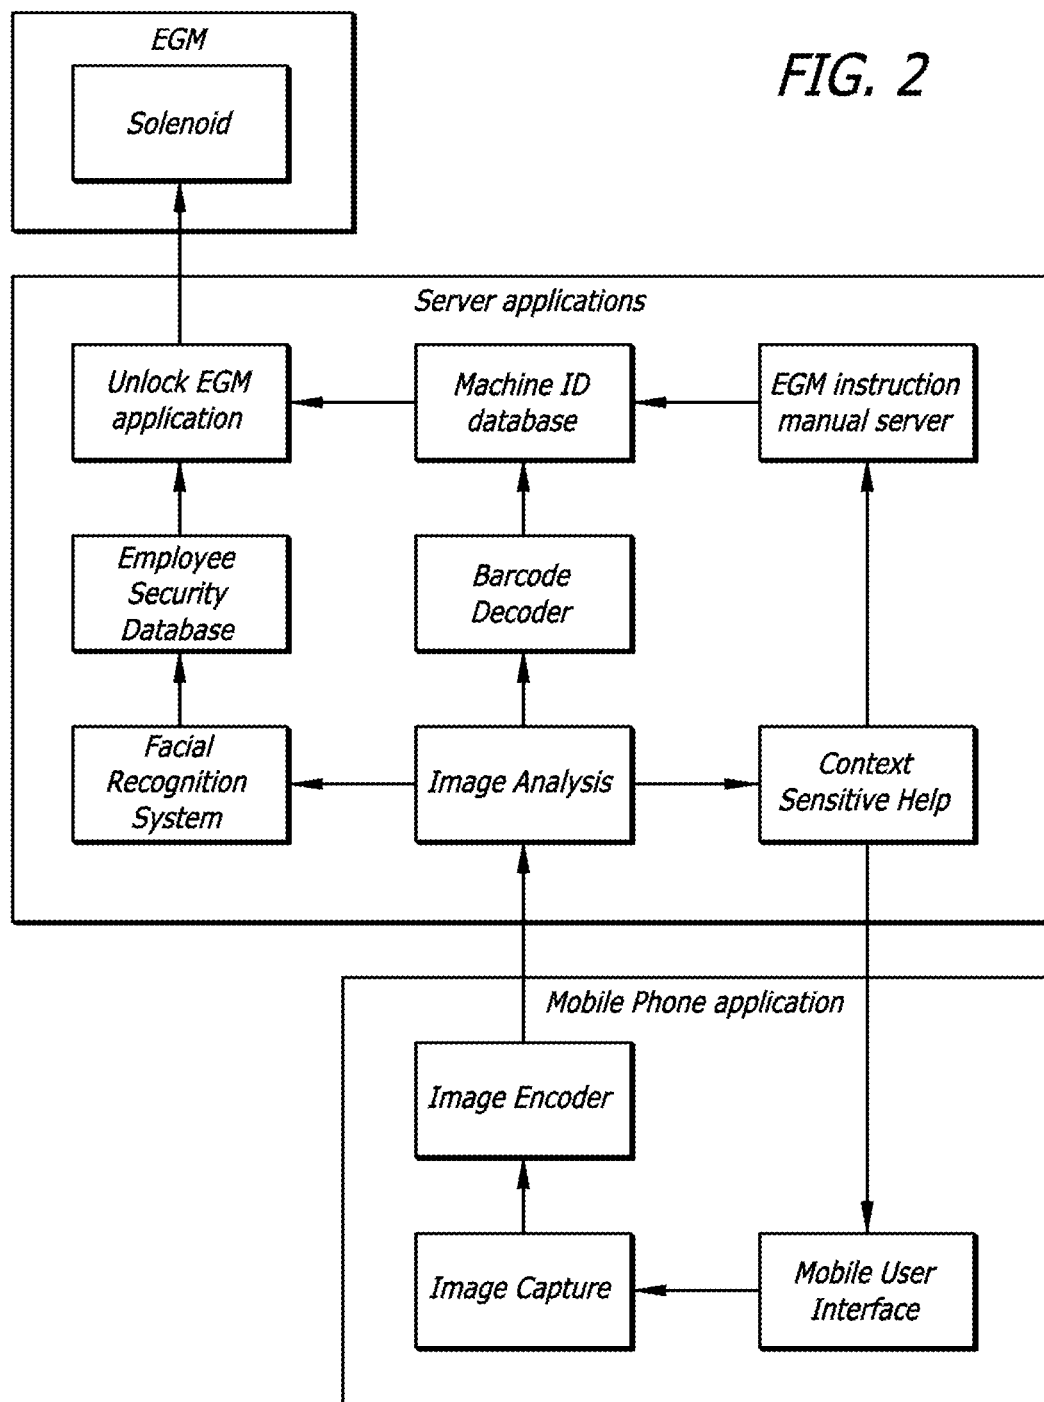 FIG. 2
EGM
Solenoid
Server applications
Unlock EGM
application
Machine ID
database
EGM instruction
manual server
Employee
Security
Database
Barcode
Decoder
Facial
Recognition
System
Image Analysis
Context
Sensitive Help
Mobile Phone application
Image Encoder
Image Capture
Mobile User
Interface